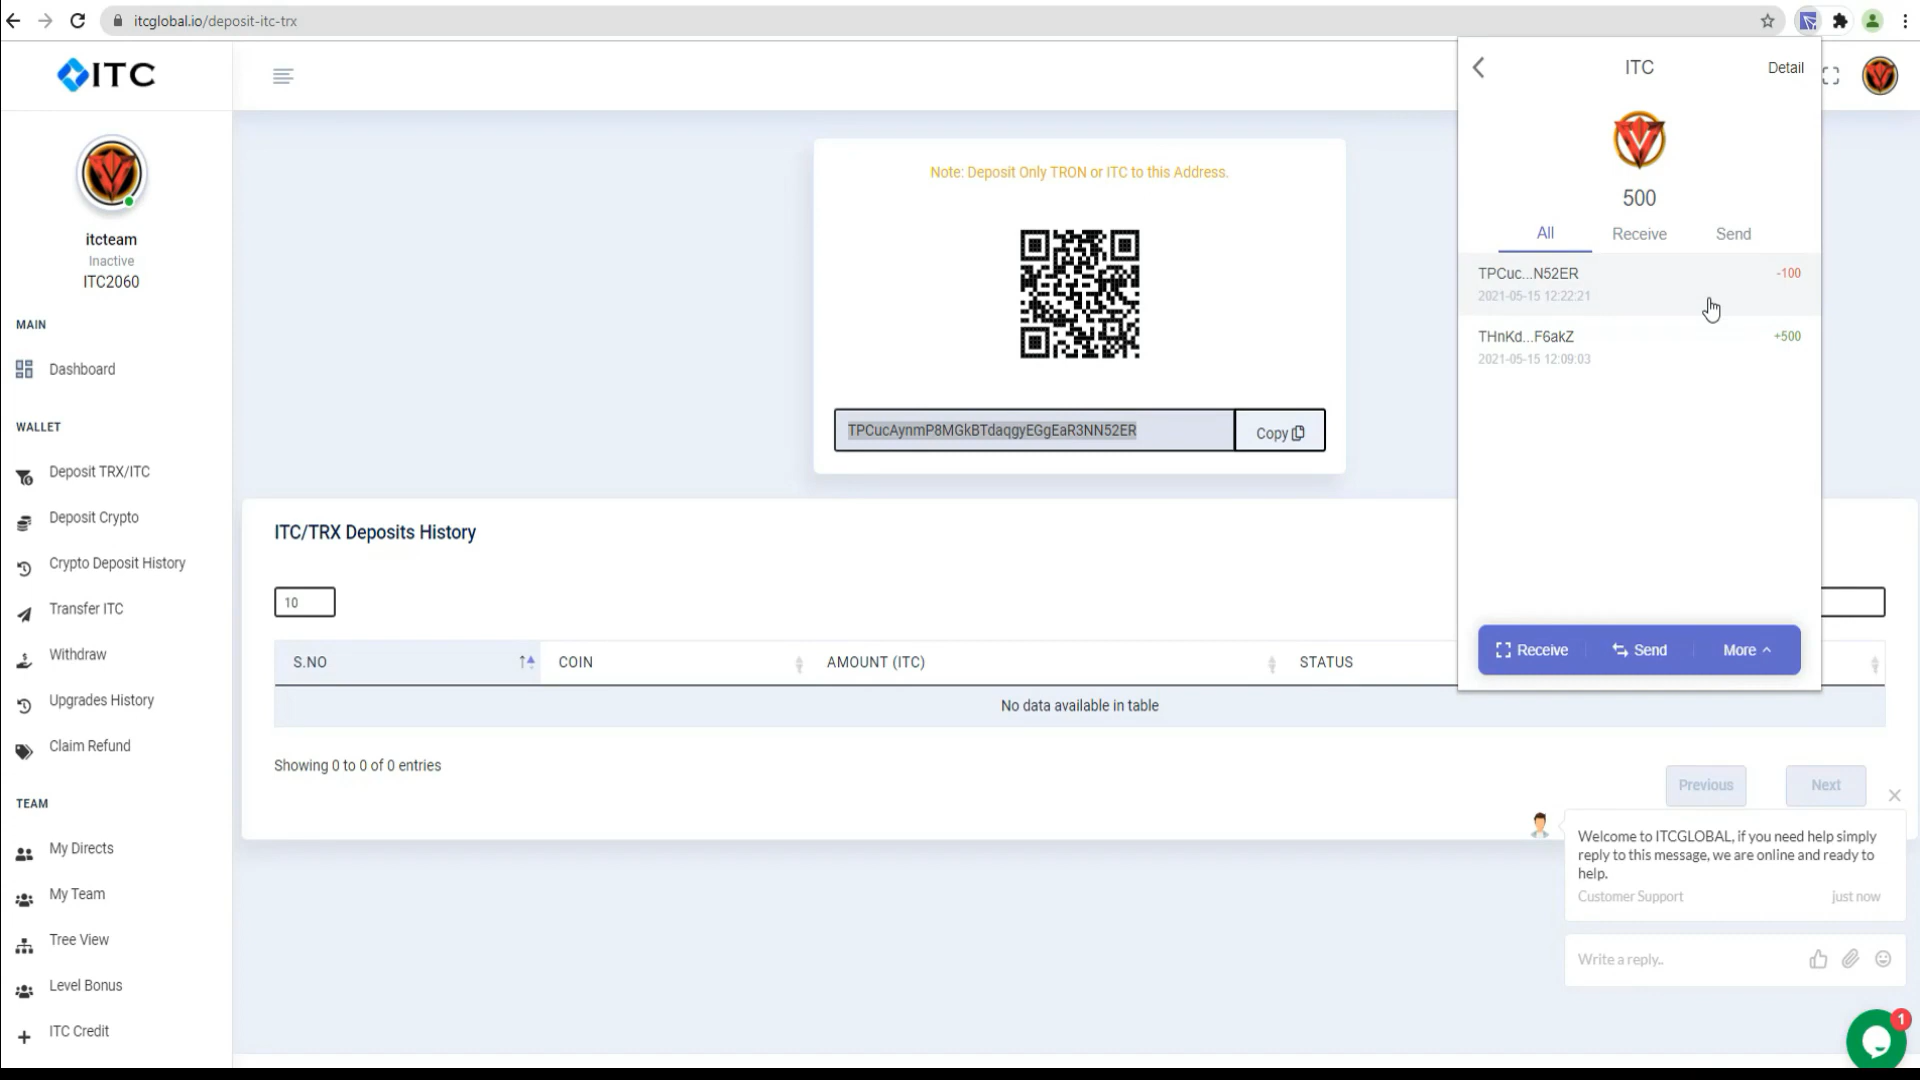 itcglobal.io/deposit-itc-trx
ITC
itcteam
Inactive
ITC2060
MAIN
Dashboard
WALLET
Deposit TRX/ITC
Deposit Crypto
Crypto Deposit History
Transfer ITC
Withdraw
Upgrades History
Claim Refund
TEAM
My Directs
My Team
Tree View
Level Bonus
ITC Credit
Note: Deposit Only TRON or ITC to this Address.
TPCucAynmP8MGkBTdaqgyEGgEaR3NN52ER
Copy
ITC/TRX Deposits History
10
S.NO COIN AMOUNT (ITC) STATUS
No data available in table
Showing 0 to 0 of 0 entries
Previous Next
ITC Detail
500
All Receive Send
TPCuc...N52ER -100
2021-05-15 12:22:21
THnKd...F6akZ +500
2021-05-15 12:09:03
Receive Send More
Welcome to ITCGLOBAL, if you need help simply
reply to this message, we are online and ready to
help.
Customer Support just now
Write a reply..
1